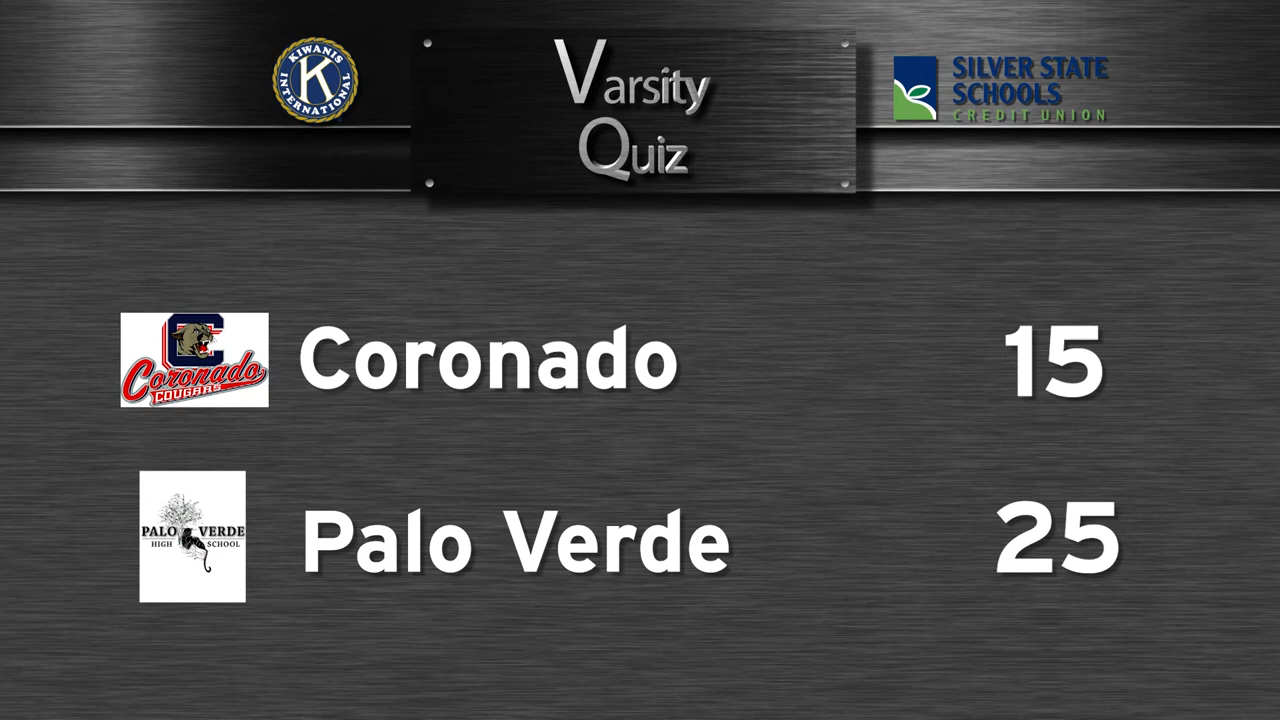 KIWANIS
K
INTERNATIONAL
Varsity
Quiz
SILVER STATE
SCHOOLS
CREDIT UNION
C
Coronado
COUGARS
Coronado
15
PALO VERDE
HIGH SCHOOL
Palo Verde
25